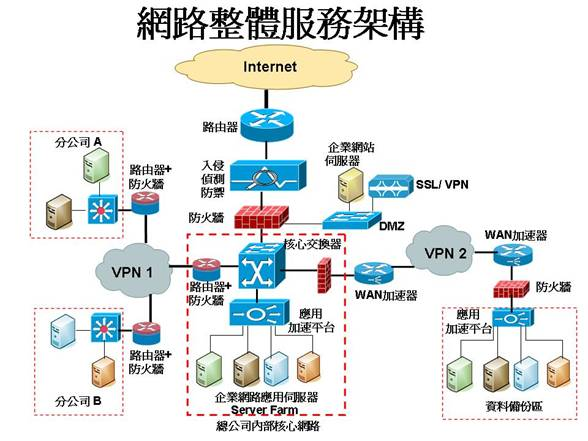 網路整體服務架構
Internet
路由器
分公司 A
路由器+
防火牆
入侵
偵測
防禦
企業網站
伺服器
SSL/ VPN
防火牆
DMZ
核心交換器
VPN 1
路由器+
防火牆
WAN加速器
VPN 2
WAN加速器
防火牆
應用
加速平台
應用
加速平台
路由器+
防火牆
分公司 B
企業網路應用伺服器
Server Farm
總公司內部核心網路
資料備份區